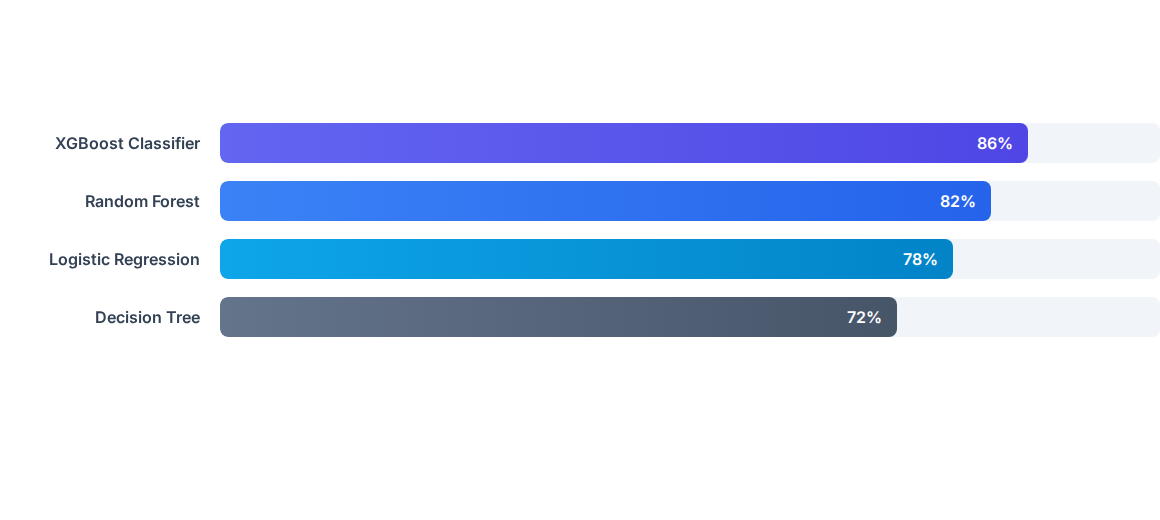 XGBoost Classifier 86%
Random Forest 82%
Logistic Regression 78%
Decision Tree 72%